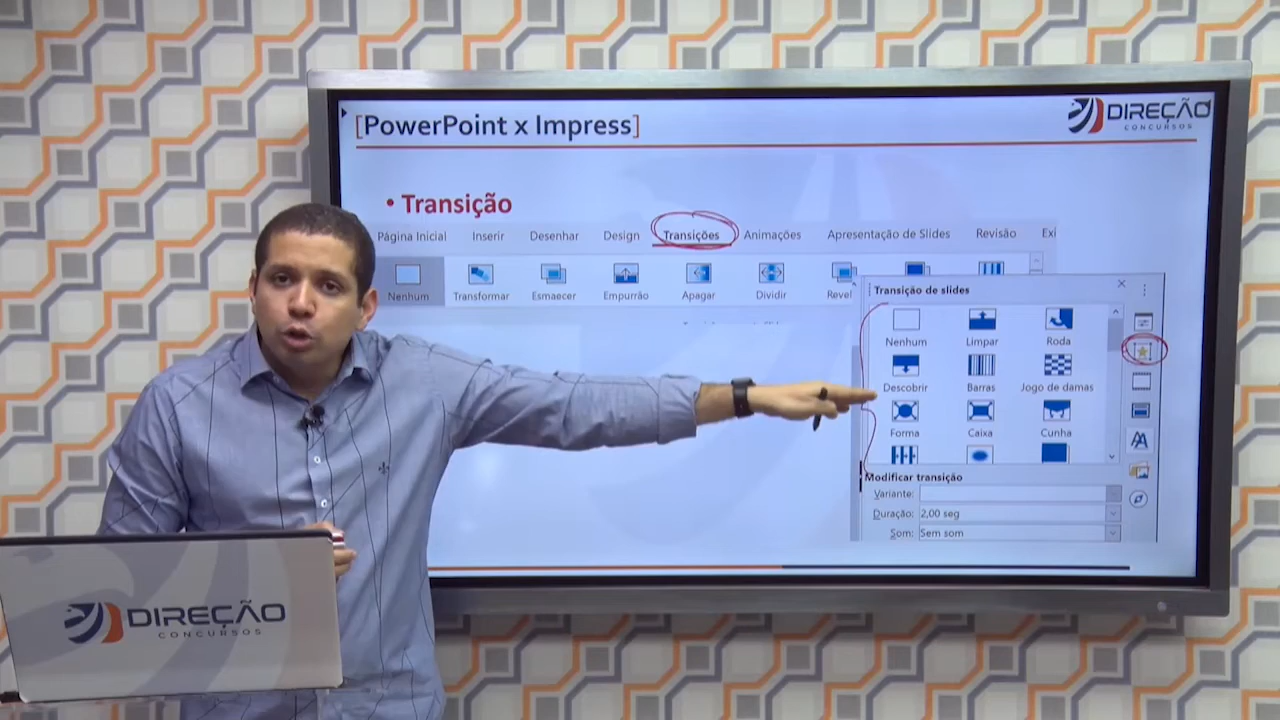 [PowerPoint x Impress]
DIREÇÃO
CONCURSOS
• Transição
Página Inicial Inserir Desenhar Design Transições Animações Apresentação de Slides Revisão Exi
Nenhum Transformar Esmaecer Empurrão Apagar Dividir Revel
Transição de slides
Nenhum Limpar Roda
Descobrir Barras Jogo de damas
Forma Caixa Cunha
Modificar transição
Variante:
Duração: 2,00 seg
Som: Sem som
DIREÇÃO
CONCURSOS